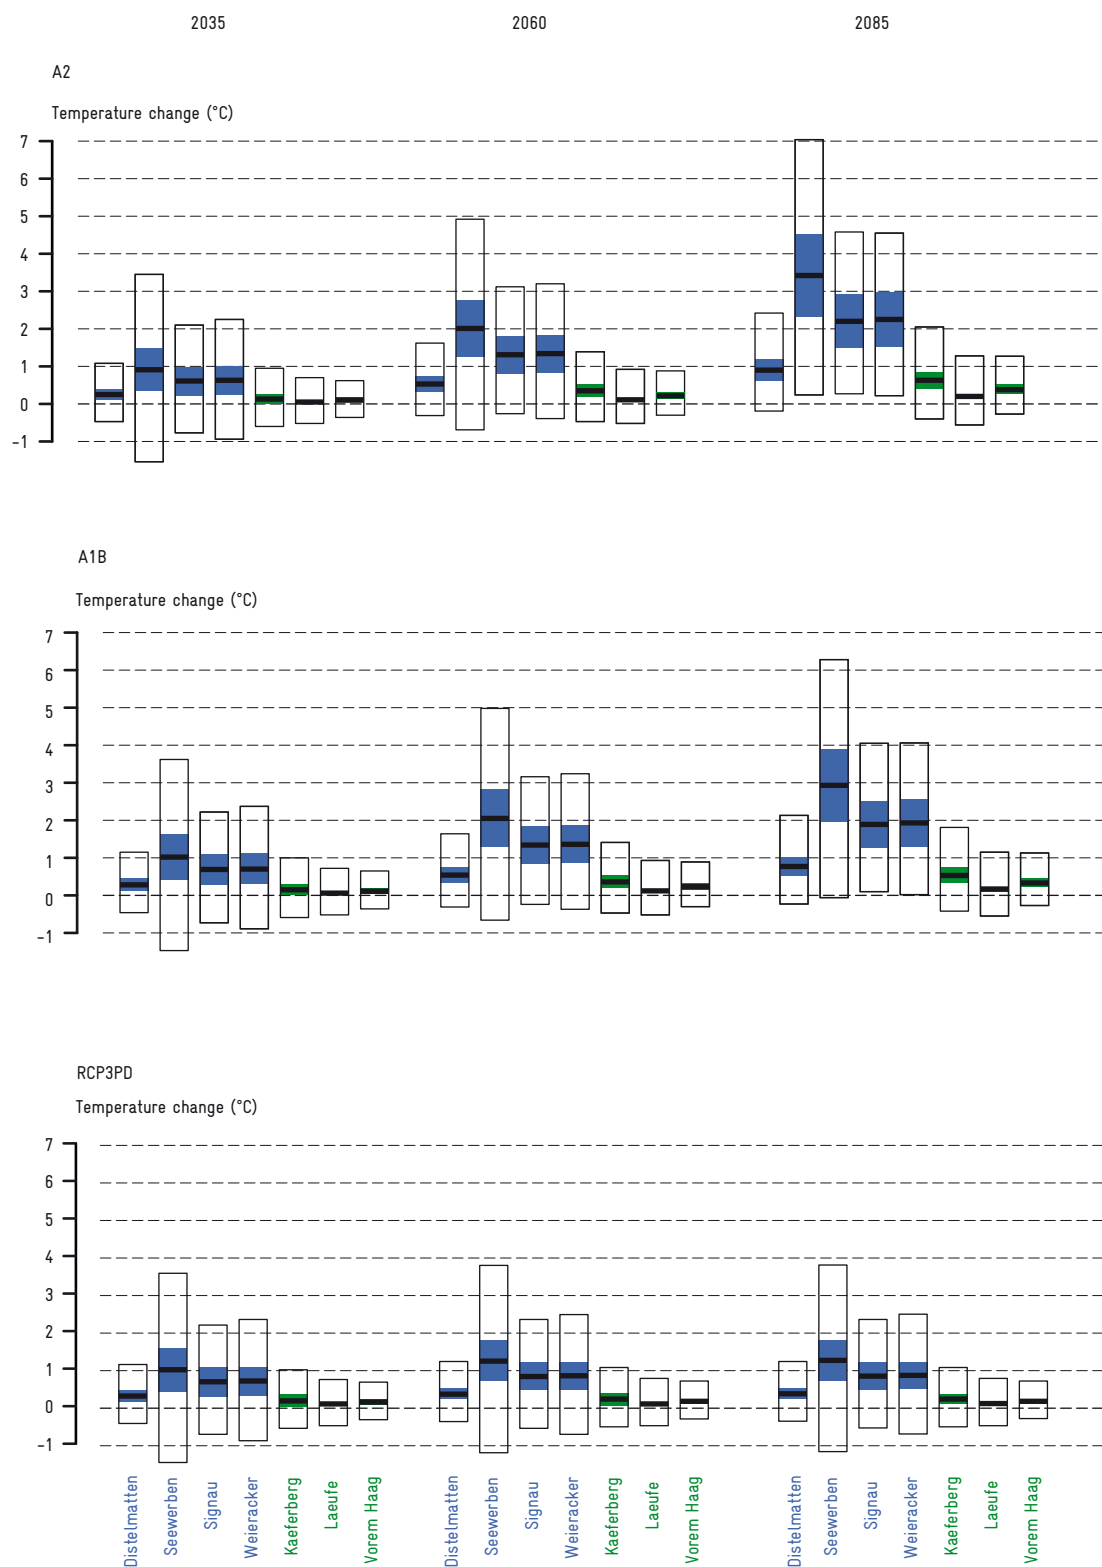 2035 2060 2085
A2
Temperature change (°C)
7
6
5
4
3
2
1
0
-1
A1B
Temperature change (°C)
7
6
5
4
3
2
1
0
-1
RCP3PD
Temperature change (°C)
7
6
5
4
3
2
1
0
-1
Distelmatten
Seewerben
Signau
Weieracker
Kaeferberg
Laeufe
Vorem Haag
Distelmatten
Seewerben
Signau
Weieracker
Kaeferberg
Laeufe
Vorem Haag
Distelmatten
Seewerben
Signau
Weieracker
Kaeferberg
Laeufe
Vorem Haag